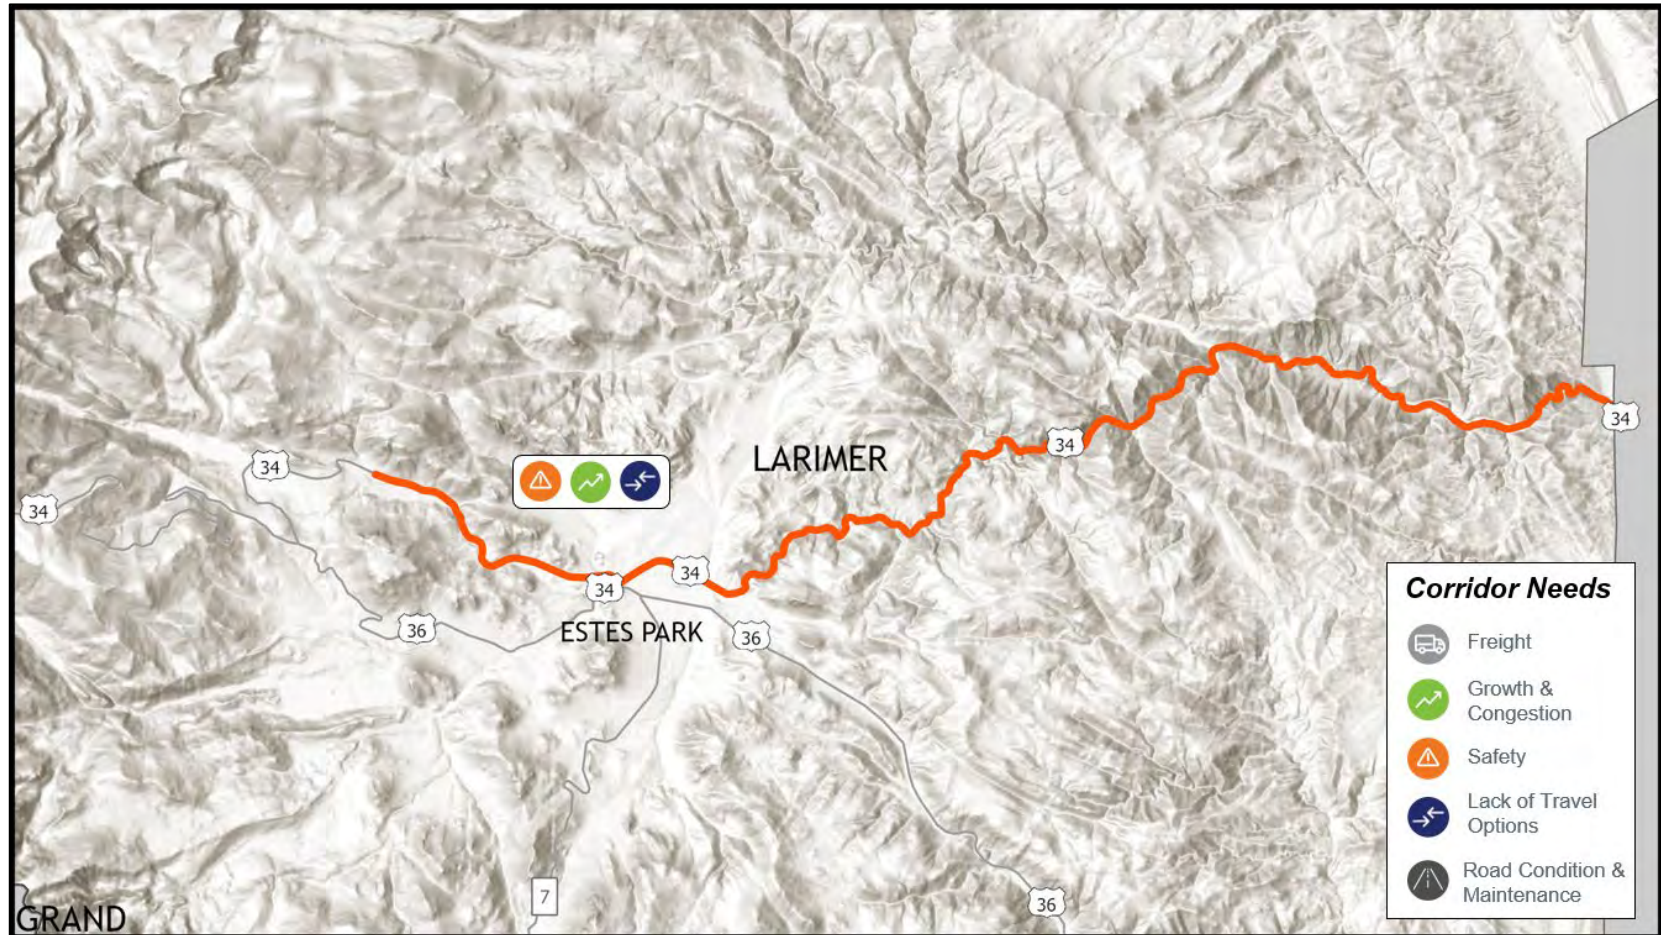 LARIMER
34
34
34
34
34
34
36
ESTES PARK
36
7
36
GRAND
Corridor Needs
Freight
Growth &
Congestion
Safety
Lack of Travel
Options
Road Condition &
Maintenance